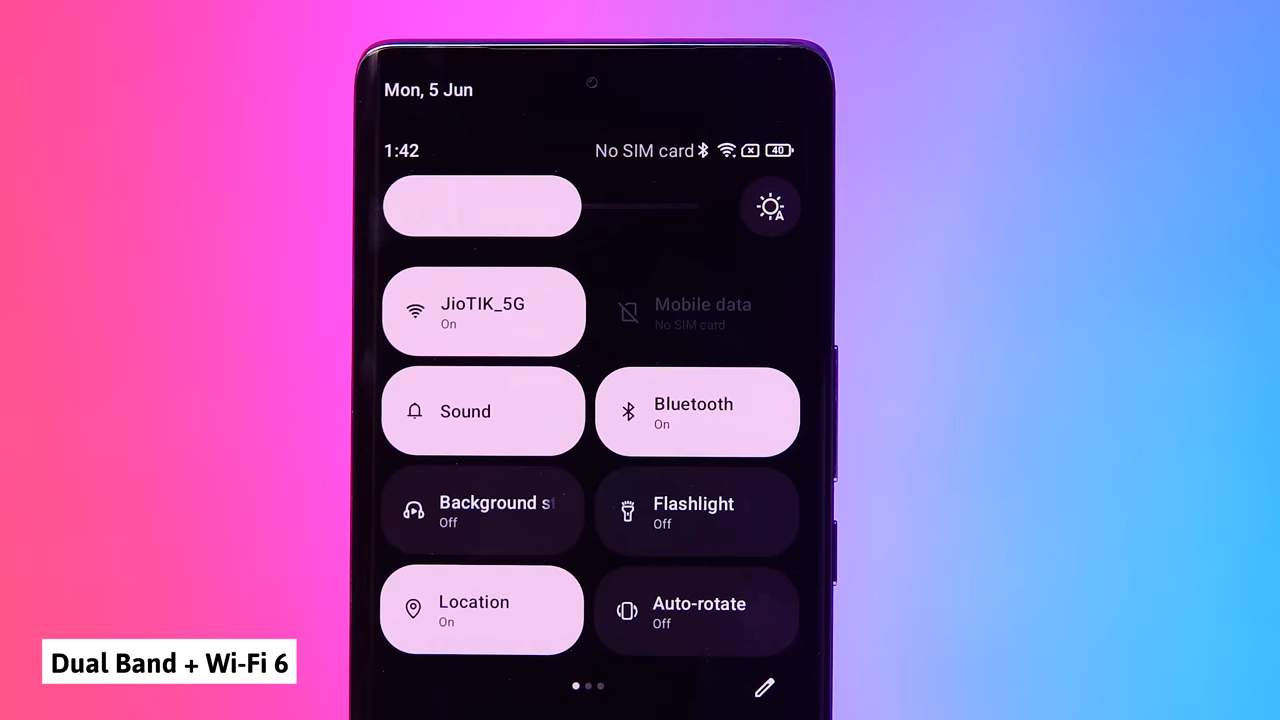 Mon, 5 Jun
1:42 No SIM card 40
A
JioTIK_5G
On
Mobile data
No SIM card
Sound
Bluetooth
On
Background st
Off
Flashlight
Off
Location
On
Auto-rotate
Off
Dual Band + Wi-Fi 6